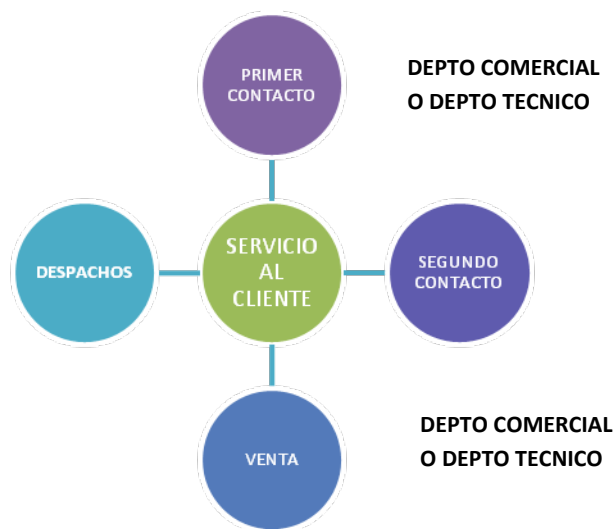 PRIMER
CONTACTO
DEPTO COMERCIAL
O DEPTO TECNICO
DESPACHOS
SERVICIO
AL
CLIENTE
SEGUNDO
CONTACTO
VENTA
DEPTO COMERCIAL
O DEPTO TECNICO